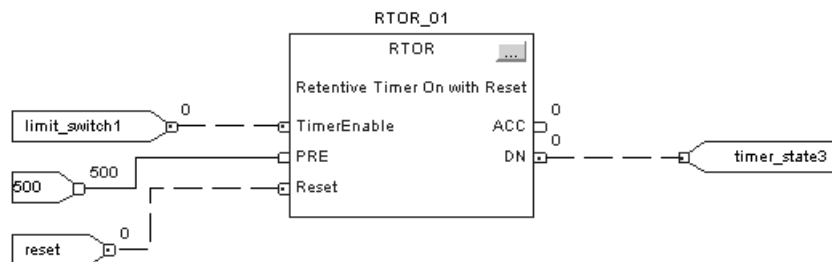 RTOR_01
RTOR
...
Retentive Timer On with Reset
limit_switch1
0
TimerEnable
ACC
0
500
500
PRE
DN
0
timer_state3
Reset
reset
0